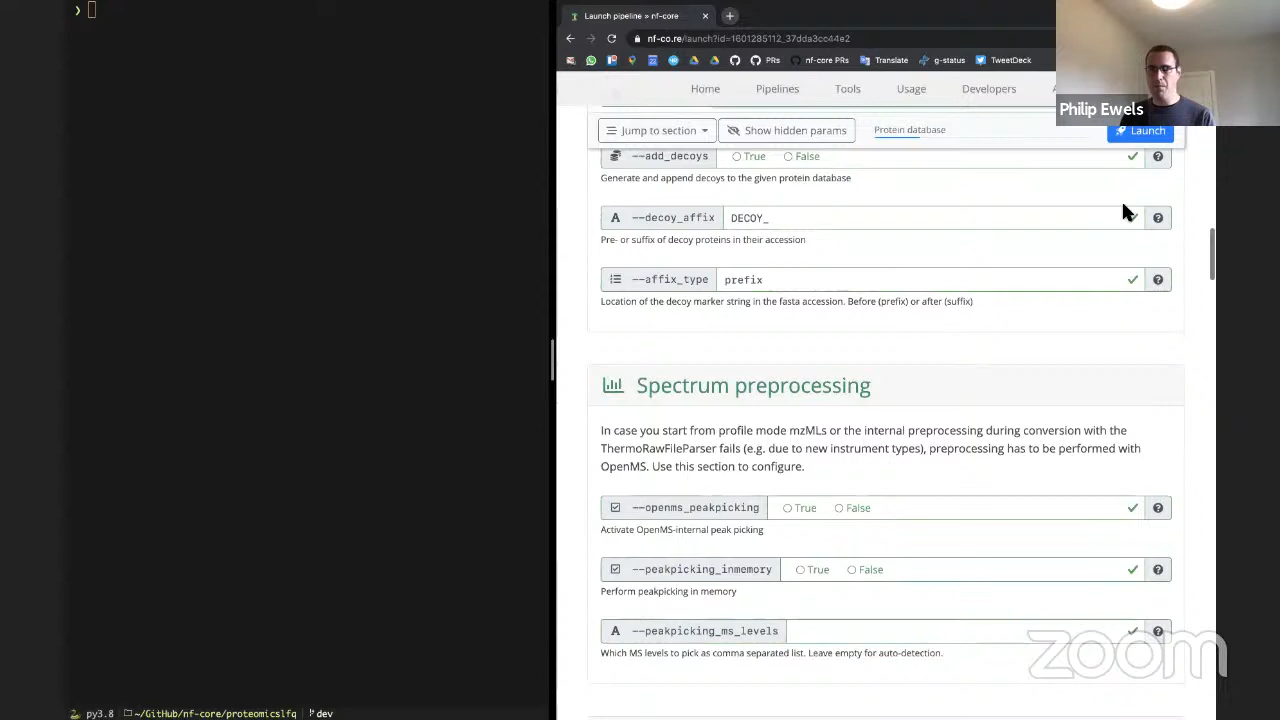 ❯
Launch pipeline » nf-core
nf-co.re/launch?id=1601285112_37dda3cc44e2
PRs
nf-core PRs
Translate
g-status
TweetDeck
Home
Pipelines
Tools
Usage
Developers
Philip Ewels
Jump to section
Show hidden params
Protein database
Launch
--add_decoys
True
False
Generate and append decoys to the given protein database
--decoy_affix
DECOY_
Pre- or suffix of decoy proteins in their accession
--affix_type
prefix
Location of the decoy marker string in the fasta accession. Before (prefix) or after (suffix)
Spectrum preprocessing
In case you start from profile mode mzMLs or the internal preprocessing during conversion with the
ThermoRawFileParser fails (e.g. due to new instrument types), preprocessing has to be performed with
OpenMS. Use this section to configure.
--openms_peakpicking
True
False
Activate OpenMS-internal peak picking
--peakpicking_inmemory
True
False
Perform peakpicking in memory
--peakpicking_ms_levels
Which MS levels to pick as comma separated list. Leave empty for auto-detection.
zoom
py3.8 ~/GitHub/nf-core/proteomicslfq dev